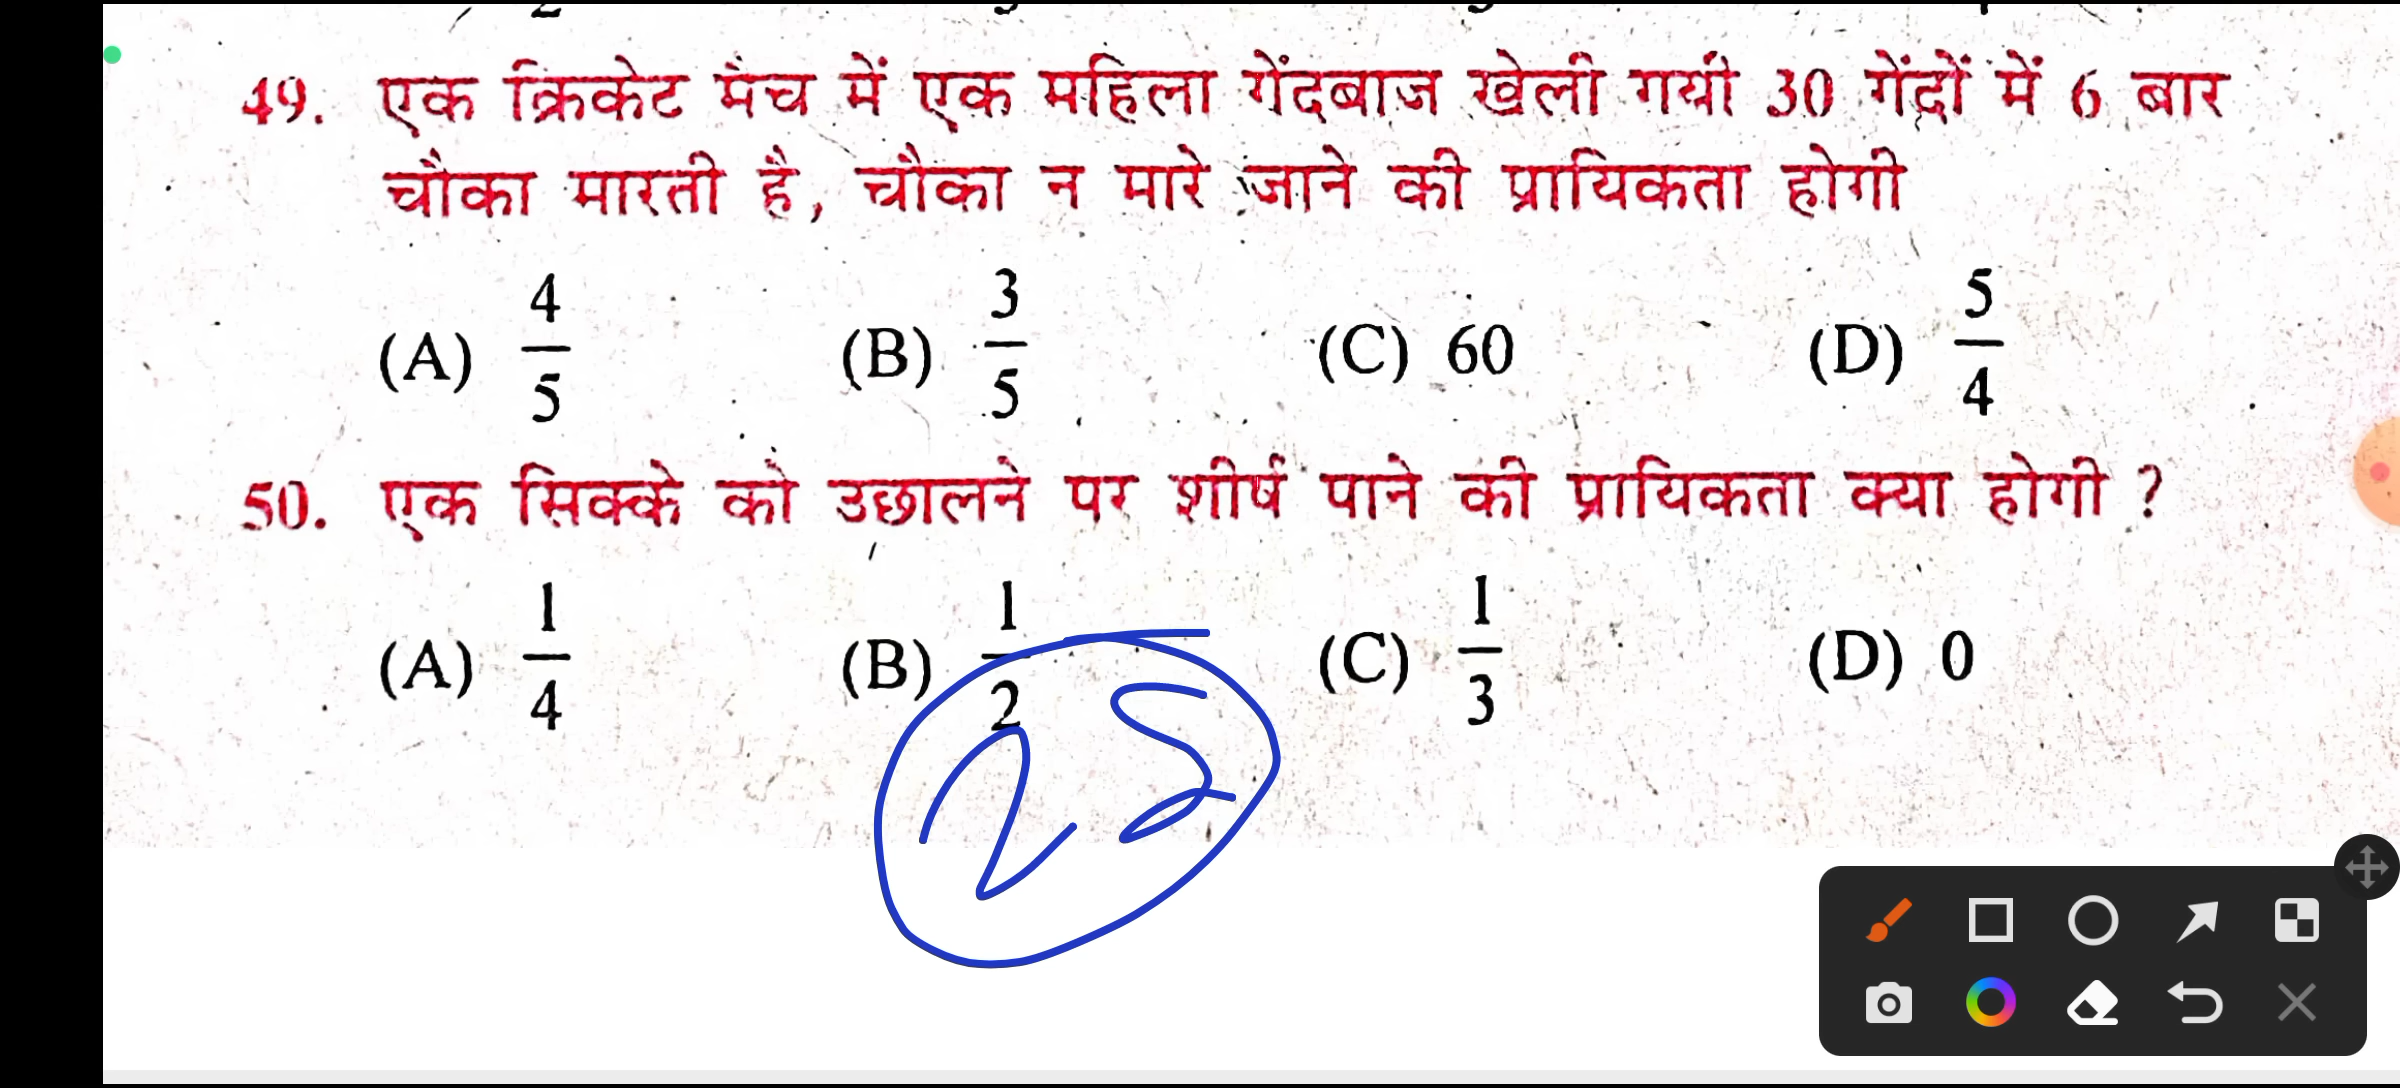 49. एक क्रिकेट मैच में एक महिला गेंदबाज खेली गयी 30 गेंदों में 6 बार
चौका मारती है, चौका न मारे जाने की प्रायिकता होगी
(A) 4/5 (B) 3/5 (C) 60 (D) 5/4
50. एक सिक्के को उछालने पर शीर्ष पाने की प्रायिकता क्या होगी ?
(A) 1/4 (B) 1/2 (C) 1/3 (D) 0
25